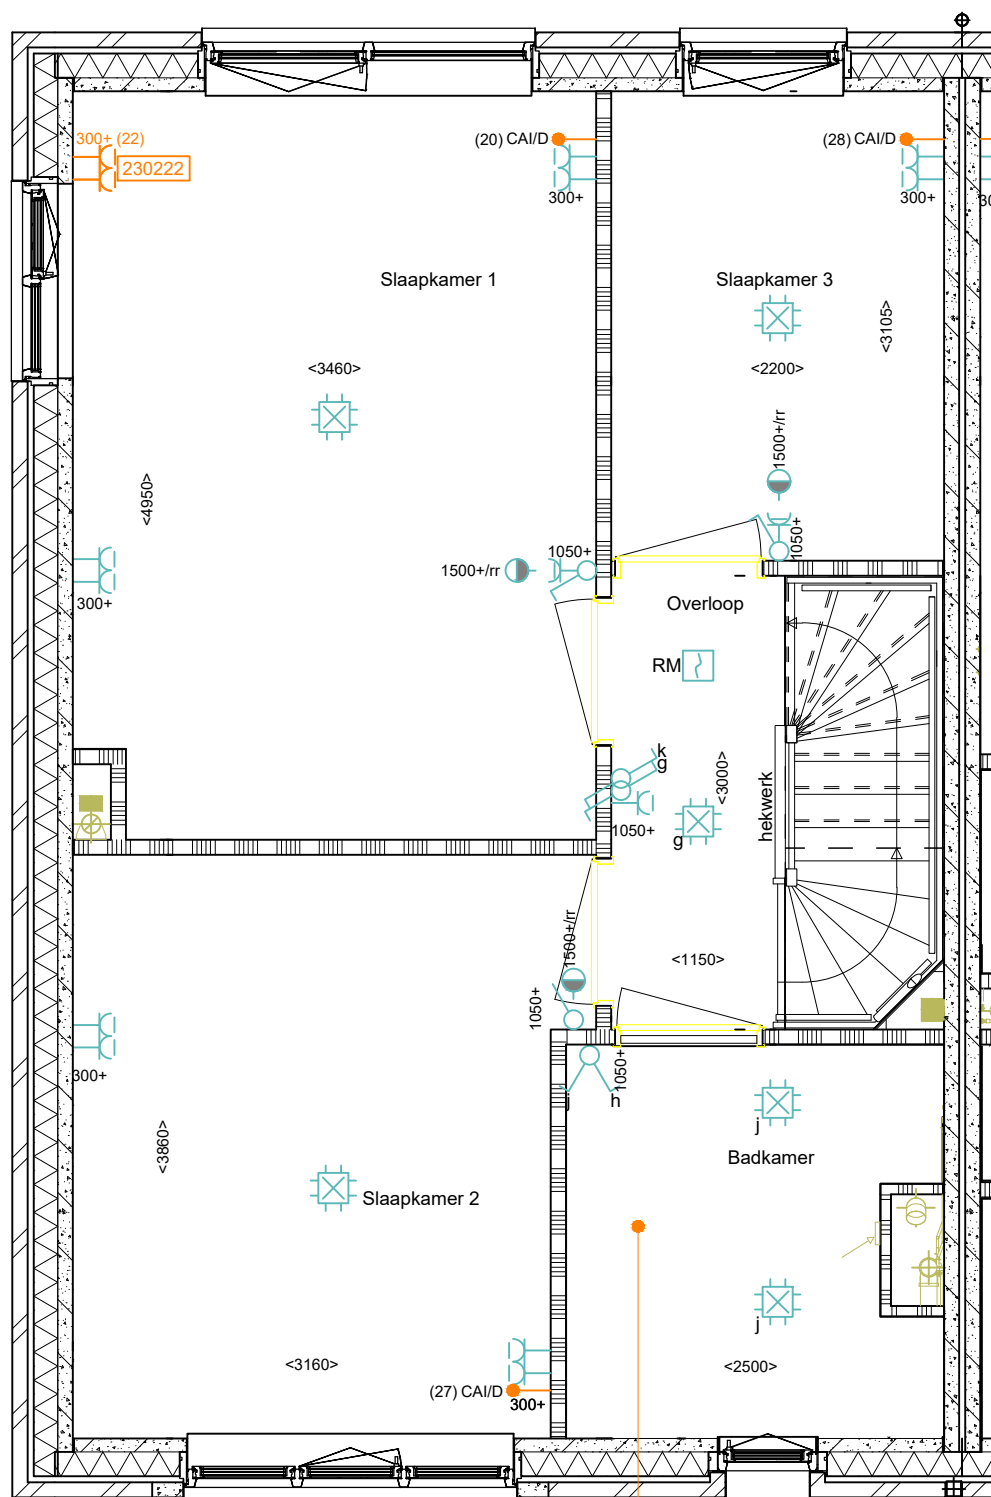 300+ (22)
230222
(20) CAI/D
300+
(28) CAI/D
300+
30
Slaapkamer 1
Slaapkamer 3
<3105>
<3460>
<2200>
1500+/rr
<4950>
1050+
1050+
1500+/rr
300+
Overloop
RM
k
g
<3000>
hekwerk
1050+
g
1500+/rr
<1150>
1050+
300+
1050+
j
h
j
<3860>
Badkamer
Slaapkamer 2
j
<3160>
<2500>
(27) CAI/D
300+